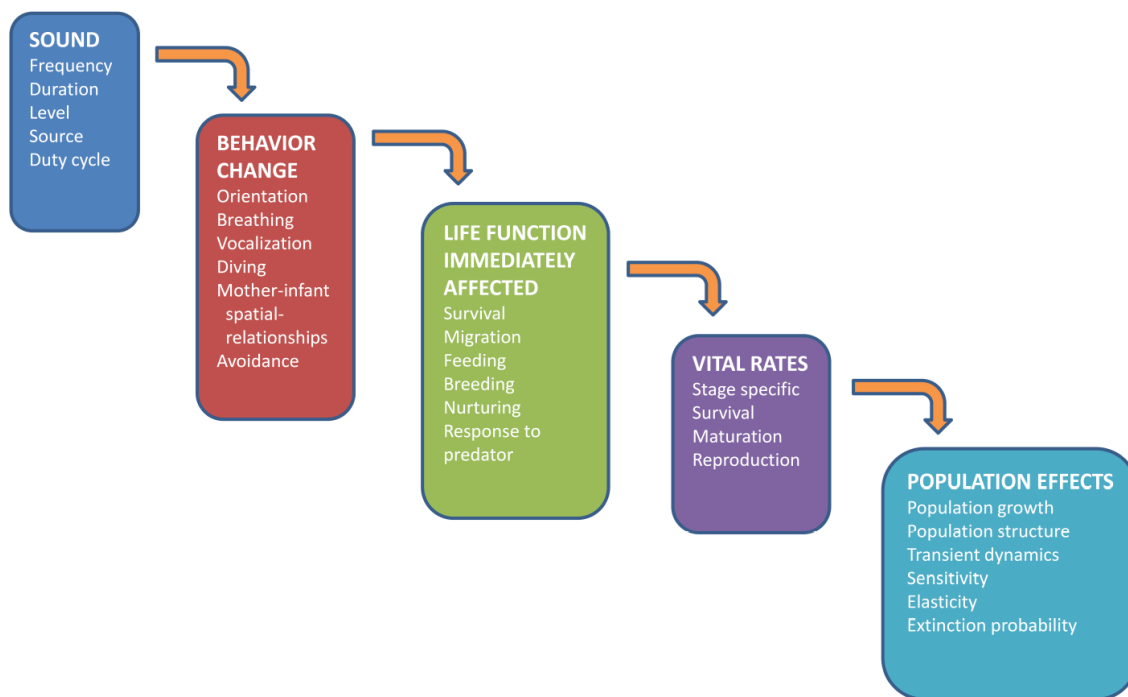 SOUND
Frequency
Duration
Level
Source
Duty cycle
BEHAVIOR
CHANGE
Orientation
Breathing
Vocalization
Diving
Mother-infant
spatial-
relationships
Avoidance
LIFE FUNCTION
IMMEDIATELY
AFFECTED
Survival
Migration
Feeding
Breeding
Nurturing
Response to
predator
VITAL RATES
Stage specific
Survival
Maturation
Reproduction
POPULATION EFFECTS
Population growth
Population structure
Transient dynamics
Sensitivity
Elasticity
Extinction probability